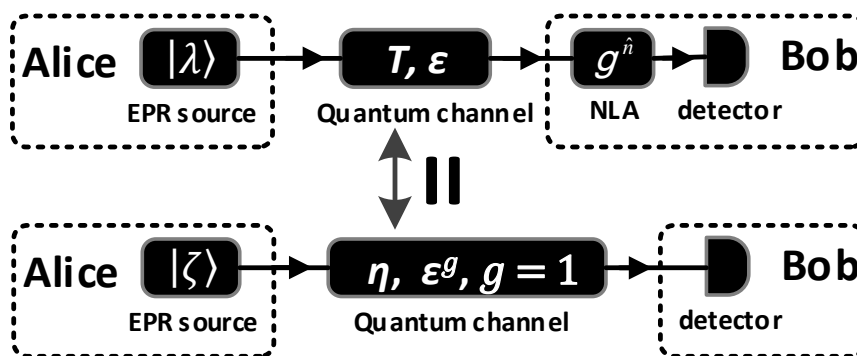 Alice |λ⟩ T, ε g^n̂ Bob
EPR source Quantum channel NLA detector
=
Alice |ζ⟩ η, ε^g, g = 1 Bob
EPR source Quantum channel detector